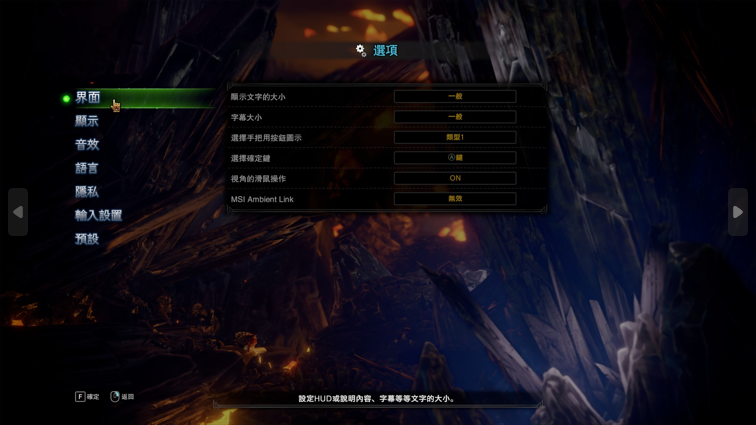 選項
界面
顯示
音效
語言
隱私
輸入設置
預設
顯示文字的大小 一般
字幕大小 一般
選擇手把用按鈕圖示 類型1
選擇確定鍵 Ⓐ鍵
視角的滑鼠操作 ON
MSI Ambient Link 無效
F 確定 返回
設定HUD或說明內容、字幕等等文字的大小。